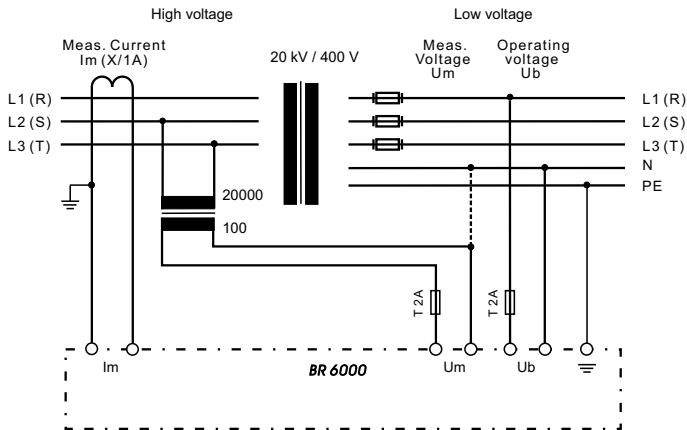 High voltage
Low voltage
Meas. Current
Im (X/1A)
20 kV / 400 V
Meas.
Voltage
Um
Operating
voltage
Ub
L1 (R)
L1 (R)
L2 (S)
L2 (S)
L3 (T)
L3 (T)
N
PE
20000
100
T 2A
T 2A
Im
BR 6000
Um
Ub